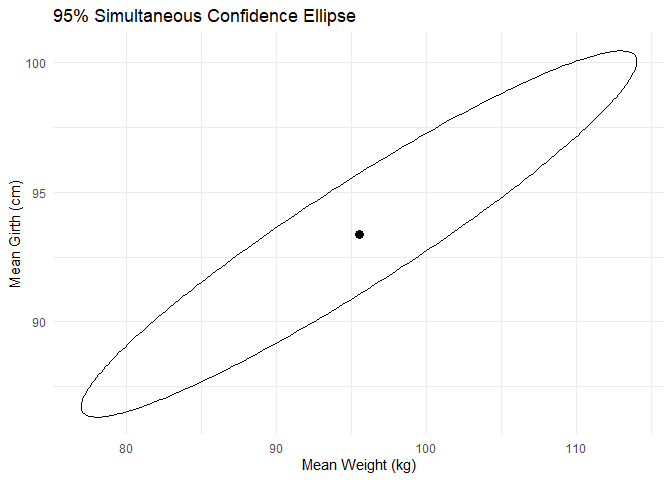 95% Simultaneous Confidence Ellipse
100
95
90
Mean Girth (cm)
80 90 100 110
Mean Weight (kg)